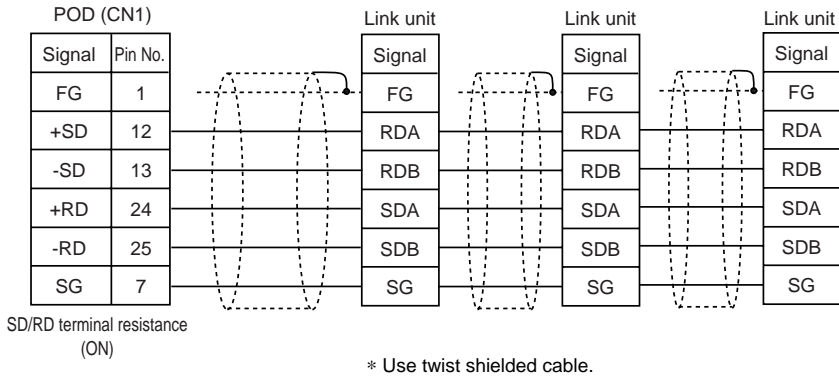 POD (CN1) Link unit Link unit Link unit
Signal Pin No. Signal Signal Signal
FG 1 FG FG FG
+SD 12 RDA RDA RDA
-SD 13 RDB RDB RDB
+RD 24 SDA SDA SDA
-RD 25 SDB SDB SDB
SG 7 SG SG SG
SD/RD terminal resistance
(ON)
* Use twist shielded cable.